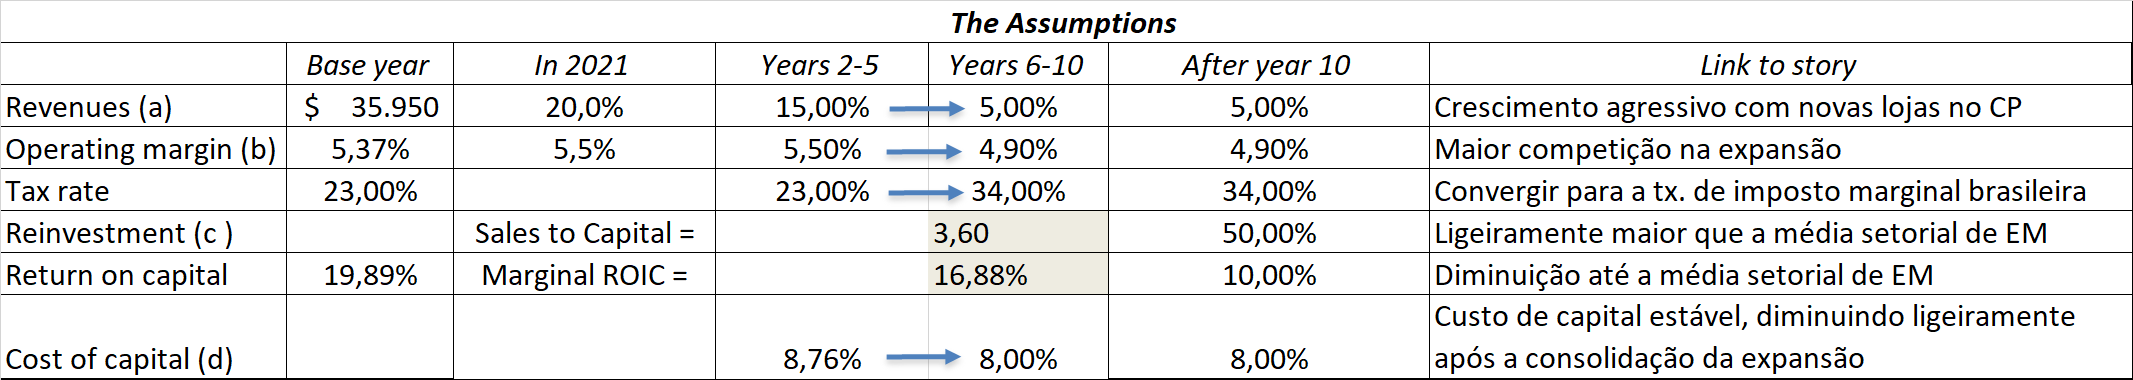 The Assumptions
Base year In 2021 Years 2-5 Years 6-10 After year 10 Link to story
Revenues (a) $ 35.950 20,0% 15,00% 5,00% 5,00% Crescimento agressivo com novas lojas no CP
Operating margin (b) 5,37% 5,5% 5,50% 4,90% 4,90% Maior competição na expansão
Tax rate 23,00% 23,00% 34,00% 34,00% Convergir para a tx. de imposto marginal brasileira
Reinvestment (c ) Sales to Capital = 3,60 50,00% Ligeiramente maior que a média setorial de EM
Return on capital 19,89% Marginal ROIC = 16,88% 10,00% Diminuição até a média setorial de EM
Custo de capital estável, diminuindo ligeiramente
Cost of capital (d) 8,76% 8,00% 8,00% após a consolidação da expansão